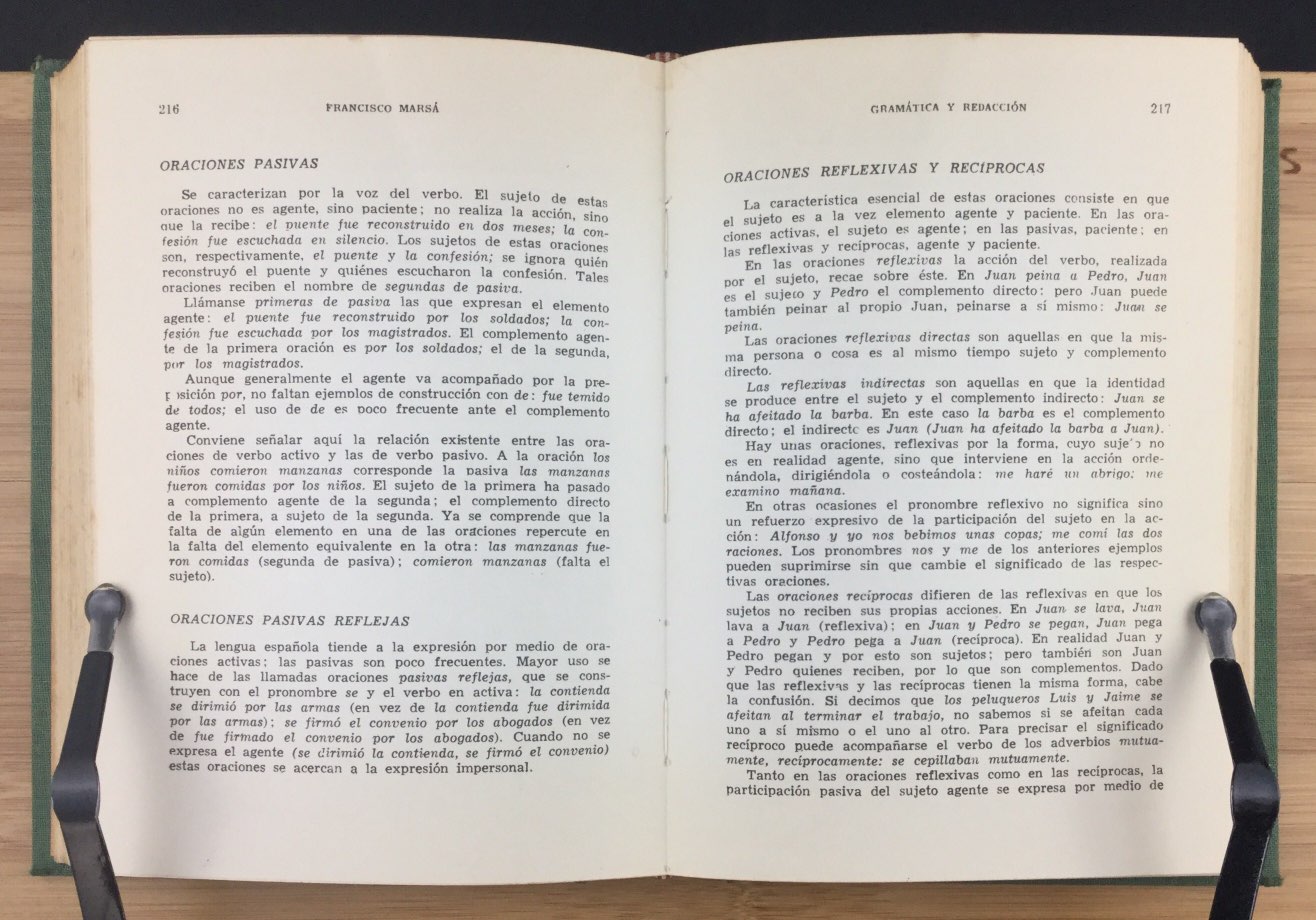 216
FRANCISCO MARSÁ
ORACIONES PASIVAS
Se caracterizan por la voz del verbo. El sujeto de estas
oraciones no es agente, sino paciente; no realiza la acción, sino
que la recibe: el puente fue reconstruido en dos meses; la con-
fesión fue escuchada en silencio. Los sujetos de estas oraciones
son, respectivamente, el puente y la confesión; se ignora quién
reconstruyó el puente y quiénes escucharon la confesión. Tales
oraciones reciben el nombre de segundas de pasiva.
Llámanse primeras de pasiva las que expresan el elemento
agente: el puente fue reconstruido por los soldados; la con-
fesión fue escuchada por los magistrados. El complemento agen-
te de la primera oración es por los soldados; el de la segunda,
por los magistrados.
Aunque generalmente el agente va acompañado por la pre-
posición por, no faltan ejemplos de construcción con de: fue temido
de todos; el uso de de es poco frecuente ante el complemento
agente.
Conviene señalar aquí la relación existente entre las ora-
ciones de verbo activo y las de verbo pasivo. A la oración los
niños comieron manzanas corresponde la pasiva las manzanas
fueron comidas por los niños. El sujeto de la primera ha pasado
a complemento agente de la segunda; el complemento directo
de la primera, a sujeto de la segunda. Ya se comprende que la
falta de algún elemento en una de las oraciones repercute en
la falta del elemento equivalente en la otra: las manzanas fue-
ron comidas (segunda de pasiva); comieron manzanas (falta el
sujeto).
ORACIONES PASIVAS REFLEJAS
La lengua española tiende a la expresión por medio de ora-
ciones activas; las pasivas son poco frecuentes. Mayor uso se
hace de las llamadas oraciones pasivas reflejas, que se cons-
truyen con el pronombre se y el verbo en activa: la contienda
se dirimió por las armas (en vez de la contienda fue dirimida
por las armas); se firmó el convenio por los abogados (en vez
de fue firmado el convenio por los abogados). Cuando no se
expresa el agente (se dirimió la contienda, se firmó el convenio)
estas oraciones se acercan a la expresión impersonal.
GRAMÁTICA Y REDACCIÓN
217
ORACIONES REFLEXIVAS Y RECÍPROCAS
La característica esencial de estas oraciones consiste en que
el sujeto es a la vez elemento agente y paciente. En las ora-
ciones activas, el sujeto es agente; en las pasivas, paciente; en
las reflexivas y recíprocas, agente y paciente.
En las oraciones reflexivas la acción del verbo, realizada
por el sujeto, recae sobre éste. En Juan peina a Pedro, Juan
es el sujeto y Pedro el complemento directo: pero Juan puede
también peinar al propio Juan, peinarse a sí mismo: Juan se
peina.
Las oraciones reflexivas directas son aquellas en que la mis-
ma persona o cosa es al mismo tiempo sujeto y complemento
directo.
Las reflexivas indirectas son aquellas en que la identidad
se produce entre el sujeto y el complemento indirecto: Juan se
ha afeitado la barba. En este caso la barba es el complemento
directo; el indirecto es Juan (Juan ha afeitado la barba a Juan).
Hay unas oraciones, reflexivas por la forma, cuyo sujeto no
es en realidad agente, sino que interviene en la acción orde-
nándola, dirigiéndola o costeándola: me haré un abrigo; me
examino mañana.
En otras ocasiones el pronombre reflexivo no significa sino
un refuerzo expresivo de la participación del sujeto en la ac-
ción: Alfonso y yo nos bebimos unas copas; me comí las dos
raciones. Los pronombres nos y me de los anteriores ejemplos
pueden suprimirse sin que cambie el significado de las respec-
tivas oraciones.
Las oraciones recíprocas difieren de las reflexivas en que los
sujetos no reciben sus propias acciones. En Juan se lava, Juan
lava a Juan (reflexiva); en Juan y Pedro se pegan, Juan pega
a Pedro y Pedro pega a Juan (recíproca). En realidad Juan y
Pedro pegan y por esto son sujetos; pero también son Juan
y Pedro quienes reciben, por lo que son complementos. Dado
que las reflexivas y las recíprocas tienen la misma forma, cabe
la confusión. Si decimos que los peluqueros Luis y Jaime se
afeitan al terminar el trabajo, no sabemos si se afeitan cada
uno a sí mismo o el uno al otro. Para precisar el significado
recíproco puede acompañarse el verbo de los adverbios mutua-
mente, recíprocamente: se cepillaban mutuamente.
Tanto en las oraciones reflexivas como en las recíprocas, la
participación pasiva del sujeto agente se expresa por medio de